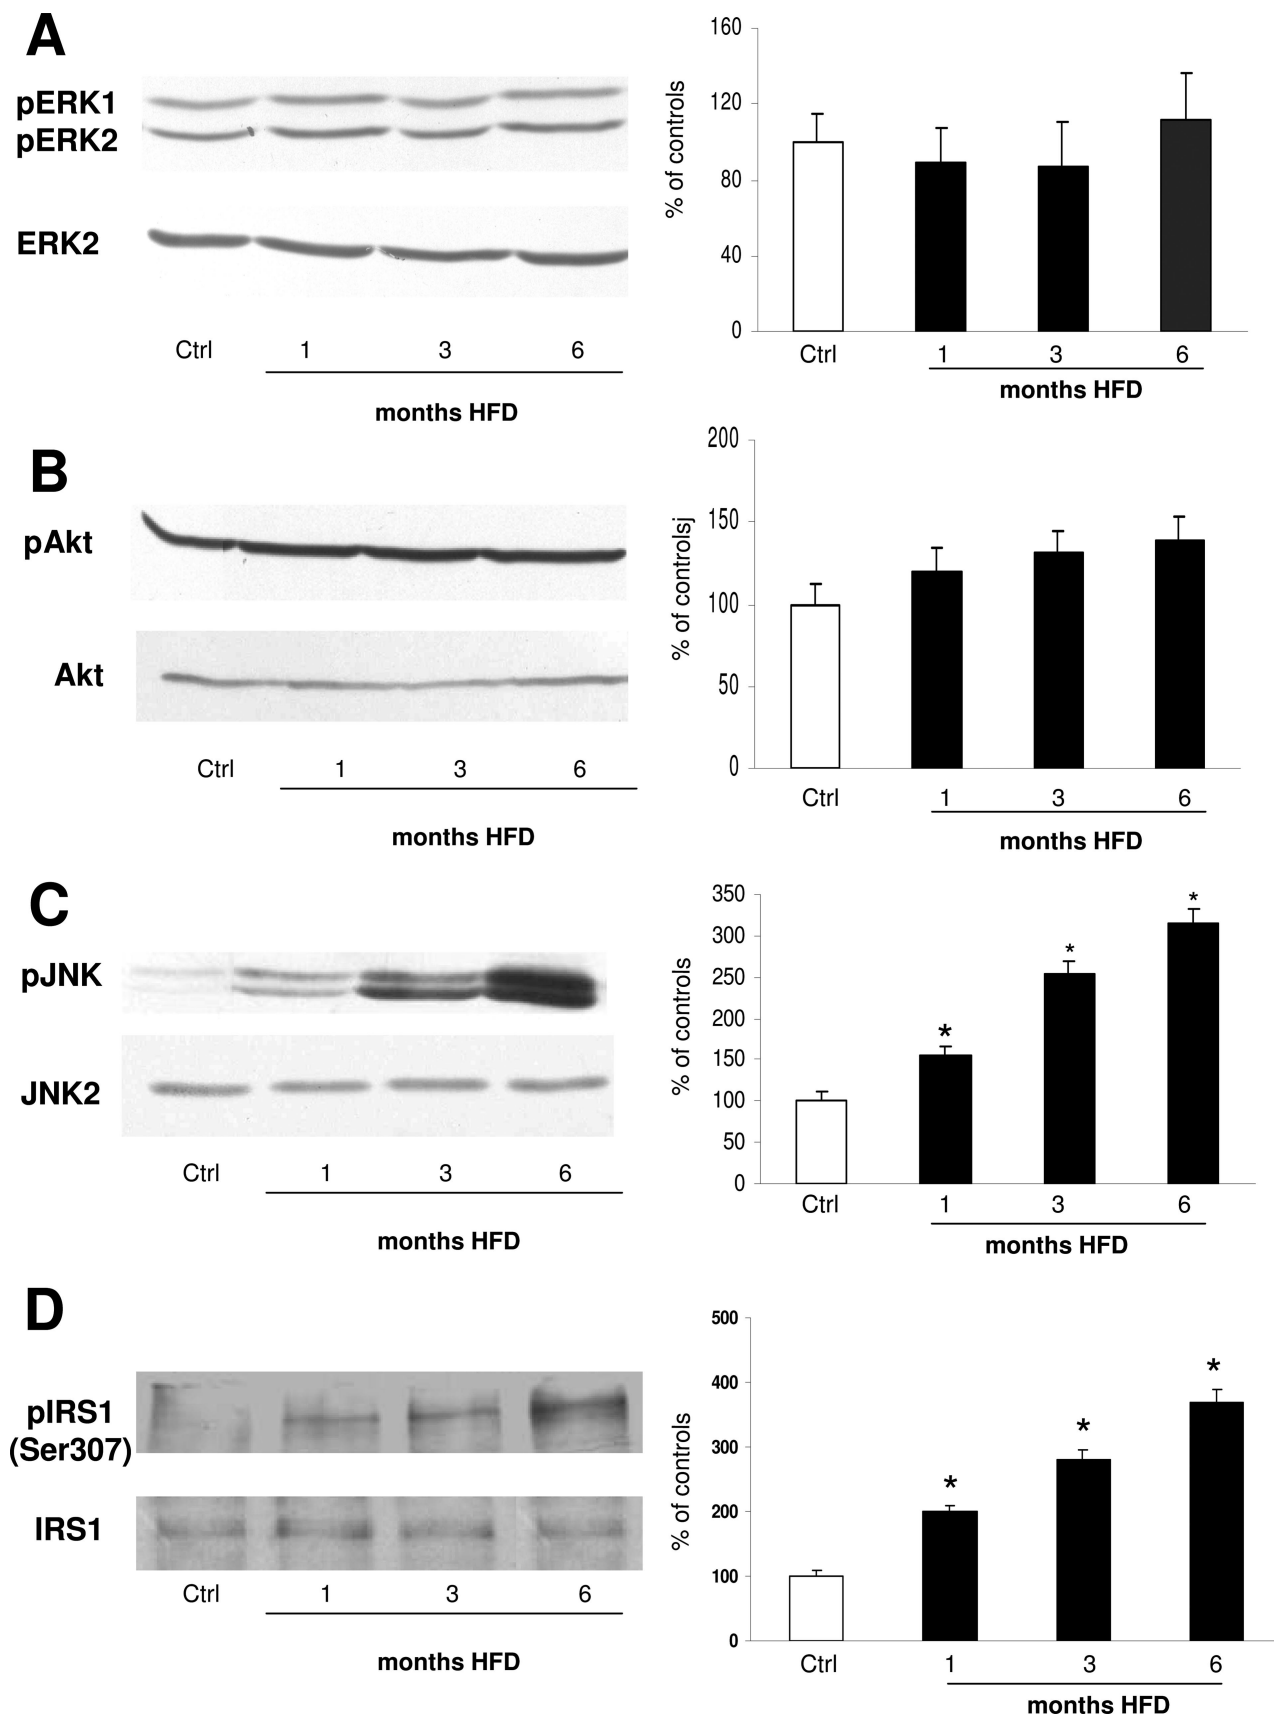 A
pERK1
pERK2
ERK2
Ctrl 1 3 6
months HFD
160
120
80
40
0
% of controls
Ctrl 1 3 6
months HFD
B
pAkt
Akt
Ctrl 1 3 6
months HFD
200
150
100
50
0
% of controlsj
Ctrl 1 3 6
months HFD
C
pJNK
JNK2
Ctrl 1 3 6
months HFD
350
300
250
200
150
100
50
0
% of controls
* * *
Ctrl 1 3 6
months HFD
D
pIRS1
(Ser307)
IRS1
Ctrl 1 3 6
months HFD
500
400
300
200
100
0
% of controls
* * *
Ctrl 1 3 6
months HFD